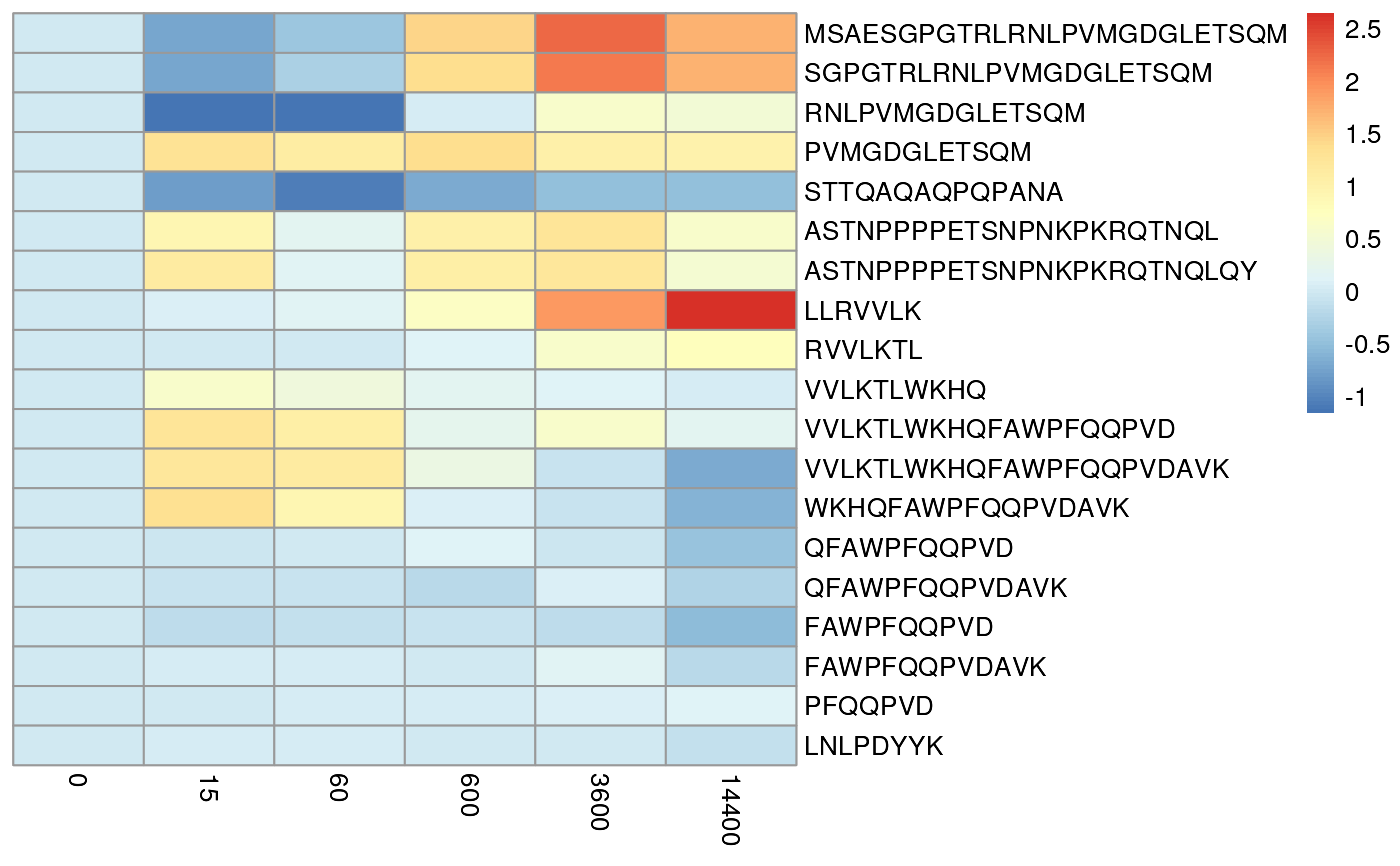 MSAESGPGTRLRNLPVMGDGLETSQM
SGPGTRLRNLPVMGDGLETSQM
RNLPVMGDGLETSQM
PVMGDGLETSQM
STTQAQAQPQPANA
ASTNPPPPETSNPNKPKRQTNQL
ASTNPPPPETSNPNKPKRQTNQLQY
LLRVVLK
RVVLKTL
VVLKTLWKHQ
VVLKTLWKHQFAWPFQQPVD
VVLKTLWKHQFAWPFQQPVDAVK
WKHQFAWPFQQPVDAVK
QFAWPFQQPVD
QFAWPFQQPVDAVK
FAWPFQQPVD
FAWPFQQPVDAVK
PFQQPVD
LNLPDYYK
0
15
60
600
3600
14400
2.5
2
1.5
1
0.5
0
-0.5
-1